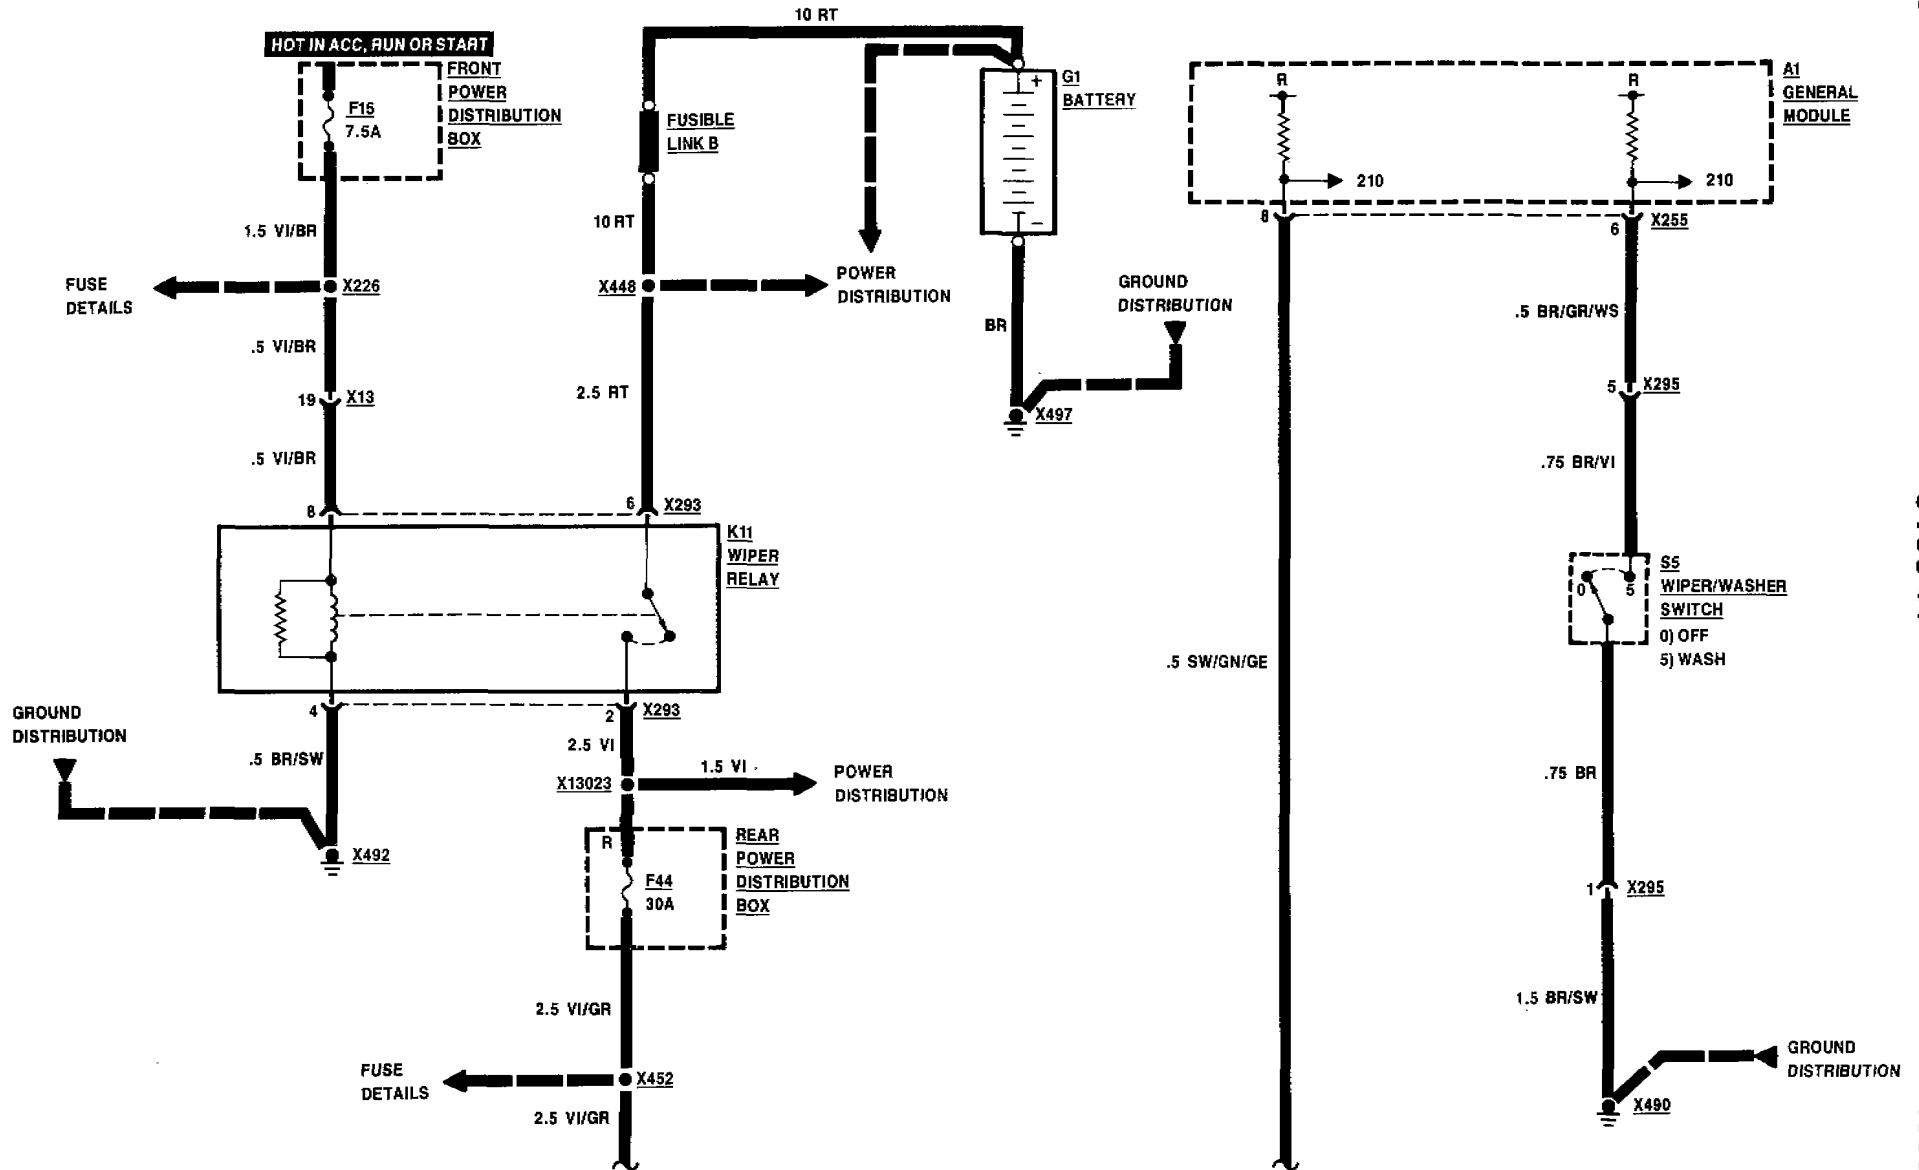 10 RT
HOT IN ACC, RUN OR START
FRONT
POWER
DISTRIBUTION
BOX
F15
7.5A
FUSIBLE
LINK B
+
G1
BATTERY
−
R
R
A1
GENERAL
MODULE
210
210
8
6
X255
1.5 VI/BR
10 RT
FUSE
DETAILS
X226
X448
POWER
DISTRIBUTION
GROUND
DISTRIBUTION
BR
.5 BR/GR/WS
.5 VI/BR
2.5 RT
19
X13
5
X295
X497
.5 VI/BR
.75 BR/VI
8
6
X293
K11
WIPER
RELAY
0
5
S5
WIPER/WASHER
SWITCH
0) OFF
5) WASH
.5 SW/GN/GE
4
2
X293
GROUND
DISTRIBUTION
.5 BR/SW
2.5 VI
X13023
1.5 VI
POWER
DISTRIBUTION
.75 BR
X492
R
F44
30A
REAR
POWER
DISTRIBUTION
BOX
1
X295
2.5 VI/GR
1.5 BR/SW
FUSE
DETAILS
X452
2.5 VI/GR
GROUND
DISTRIBUTION
X490